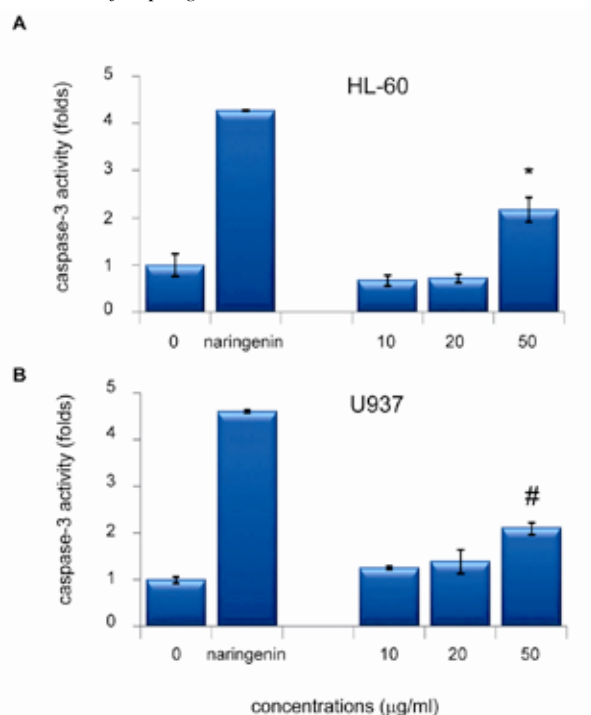 A
HL-60
caspase-3 activity (folds)
5
4
3
2
1
0
*
0 naringenin 10 20 50
B
U937
caspase-3 activity (folds)
5
4
3
2
1
0
#
0 naringenin 10 20 50
concentrations (μg/ml)